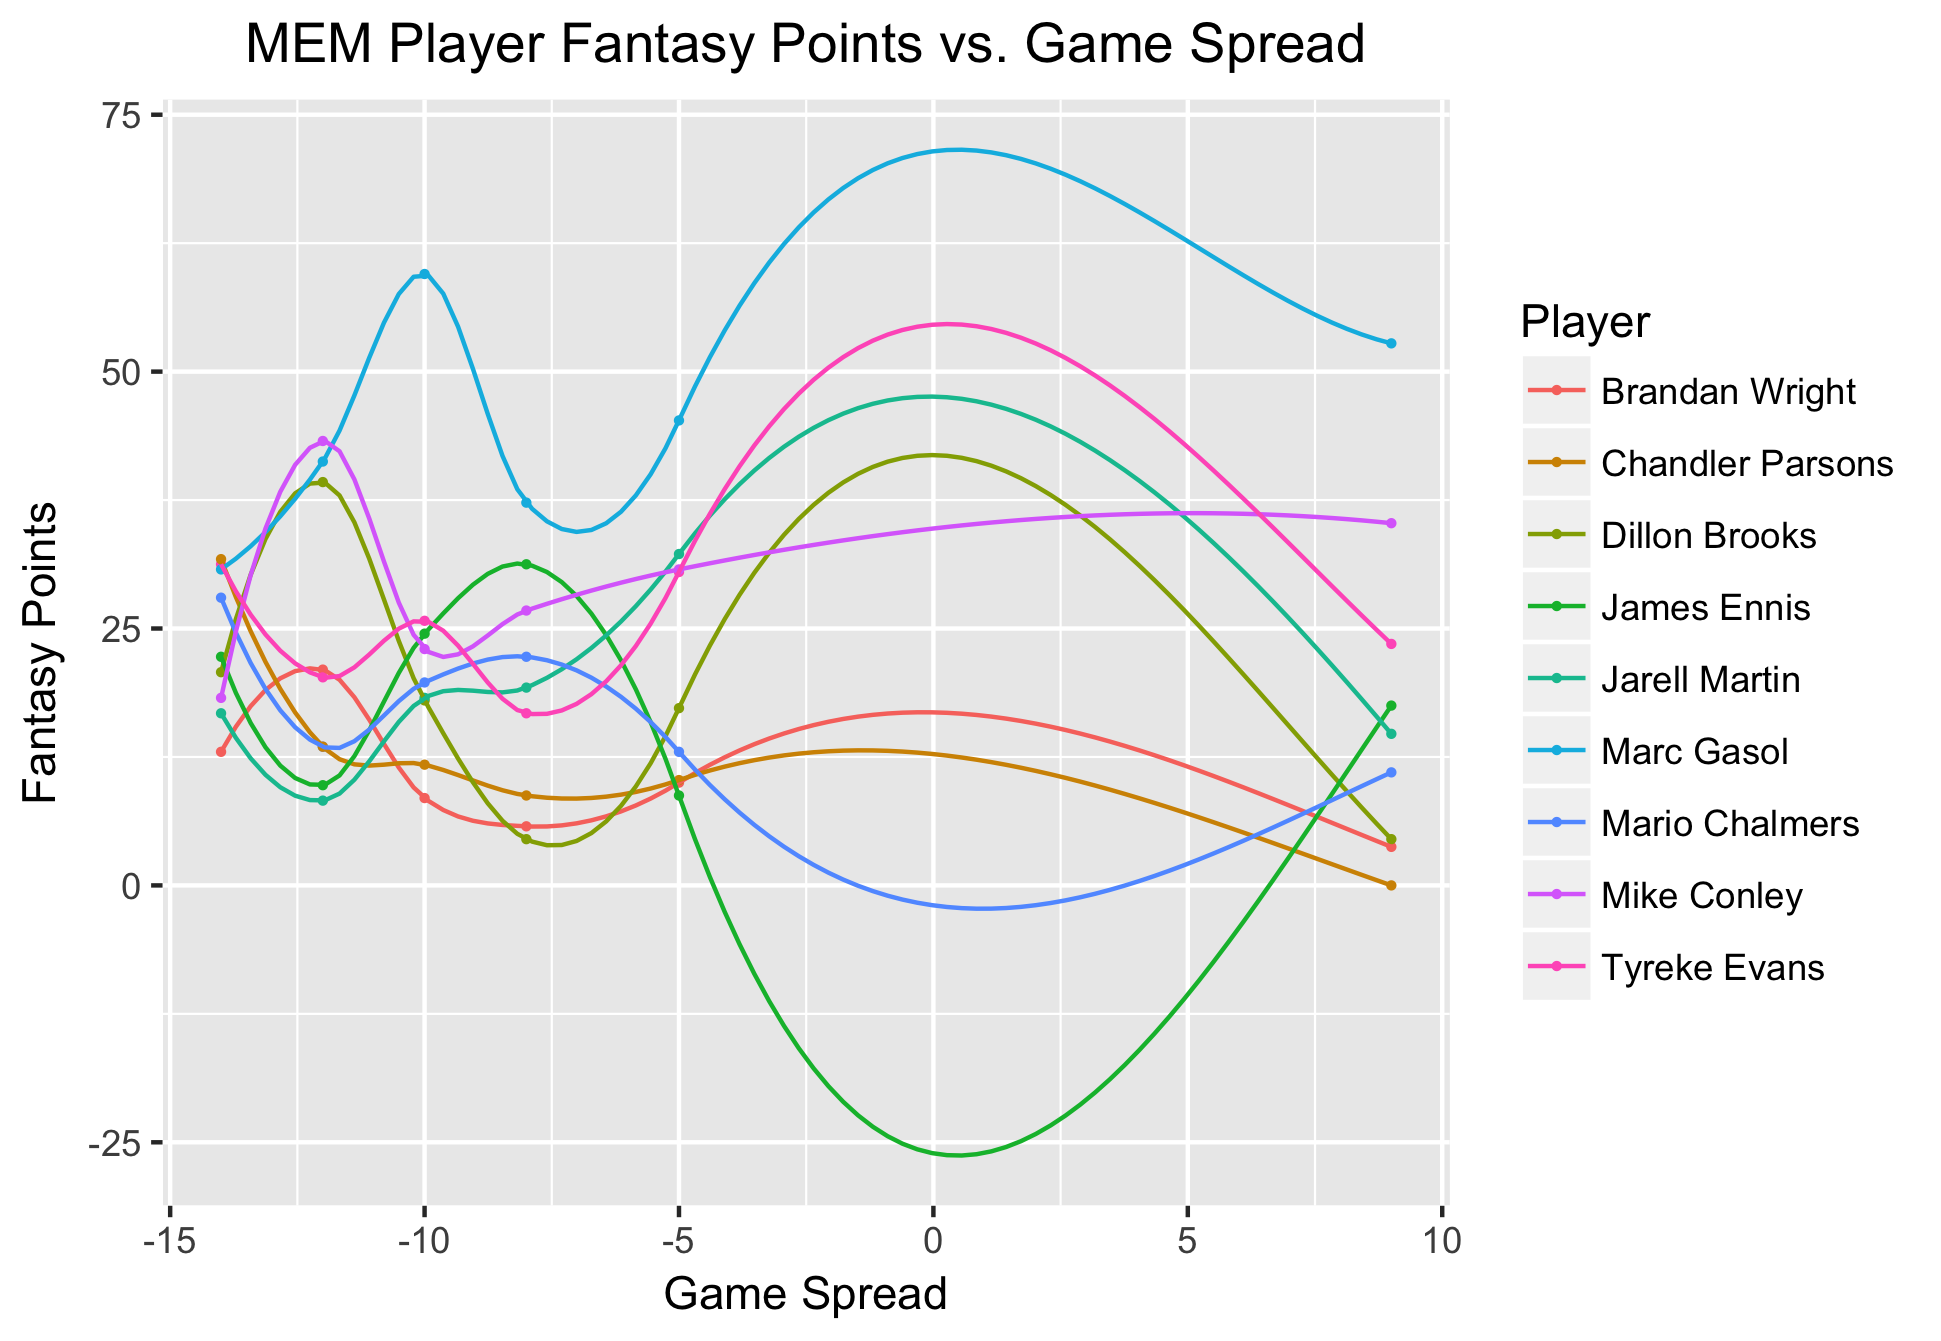 MEM Player Fantasy Points vs. Game Spread
75
50
25
0
-25
Fantasy Points
-15 -10 -5 0 5 10
Game Spread
Player
Brandan Wright
Chandler Parsons
Dillon Brooks
James Ennis
Jarell Martin
Marc Gasol
Mario Chalmers
Mike Conley
Tyreke Evans